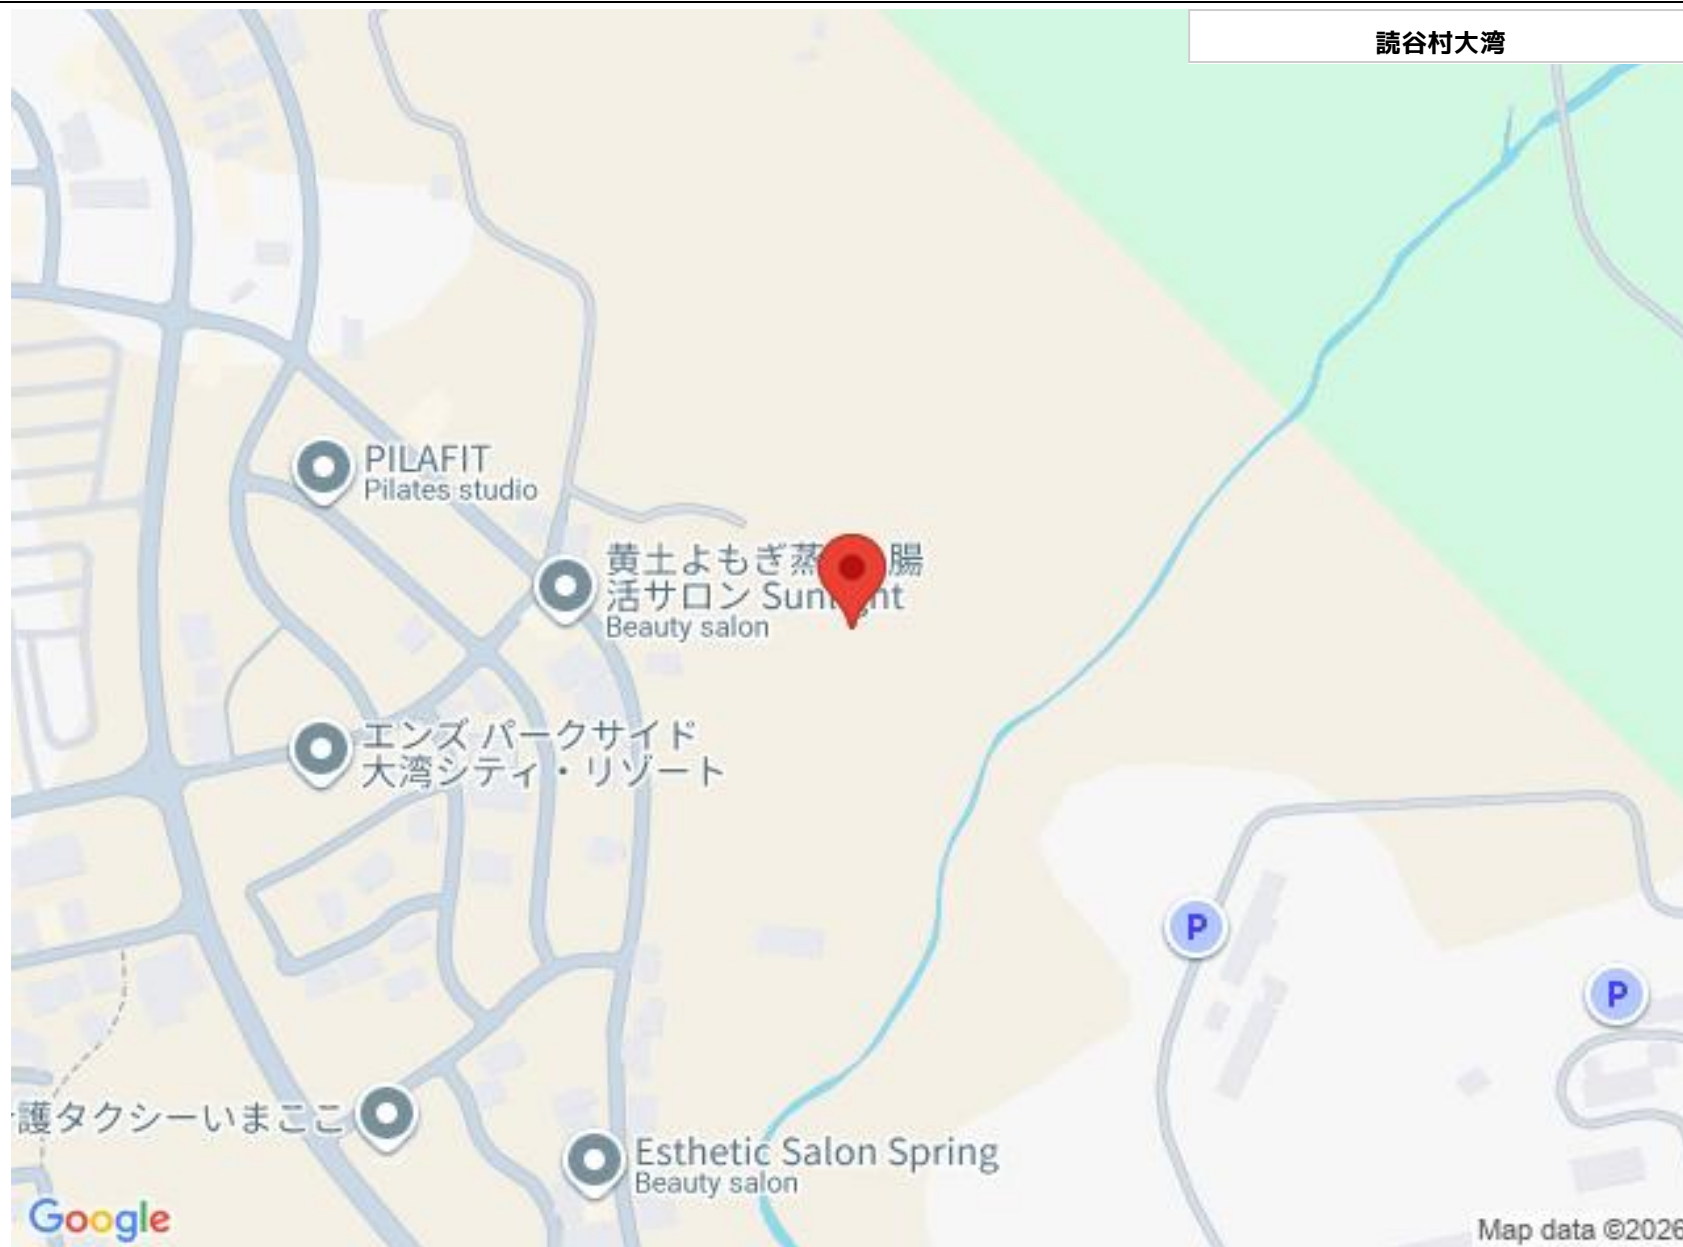 読谷村大湾
PILAFIT
Pilates studio
黄土よもぎ蒸
腸
活サロン Sun
ht
Beauty salon
エンズ パークサイド
大湾シティ・リゾート
P
P
護タクシーいまここ
Esthetic Salon Spring
Beauty salon
Google
Map data ©2026